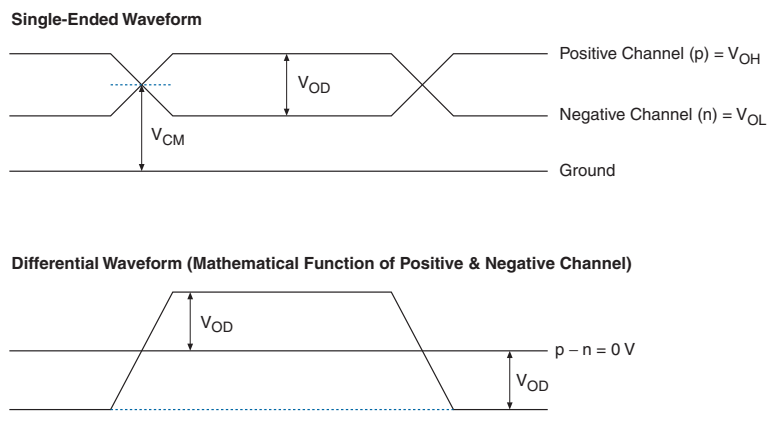 Single-Ended Waveform
Positive Channel (p) = VOH
VOD
Negative Channel (n) = VOL
VCM
Ground
Differential Waveform (Mathematical Function of Positive & Negative Channel)
VOD
p – n = 0 V
VOD